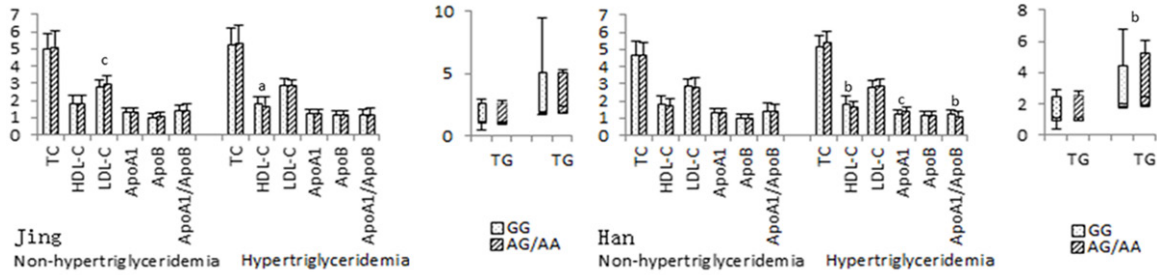 7
6
5
4
3
2
1
0
c
a
TC
HDL-C
LDL-C
ApoA1
ApoB
ApoA1/ApoB
TC
HDL-C
LDL-C
ApoA1
ApoB
ApoA1/ApoB
Jing
Non-hypertriglyceridemia Hypertriglyceridemia
10
5
0
TG TG
GG
AG/AA
7
6
5
4
3
2
1
0
b
c
b
TC
HDL-C
LDL-C
ApoA1
ApoB
ApoA1/ApoB
TC
HDL-C
LDL-C
ApoA1
ApoB
ApoA1/ApoB
Han
Non-hypertriglyceridemia Hypertriglyceridemia
8
6
4
2
0
b
TG TG
GG
AG/AA